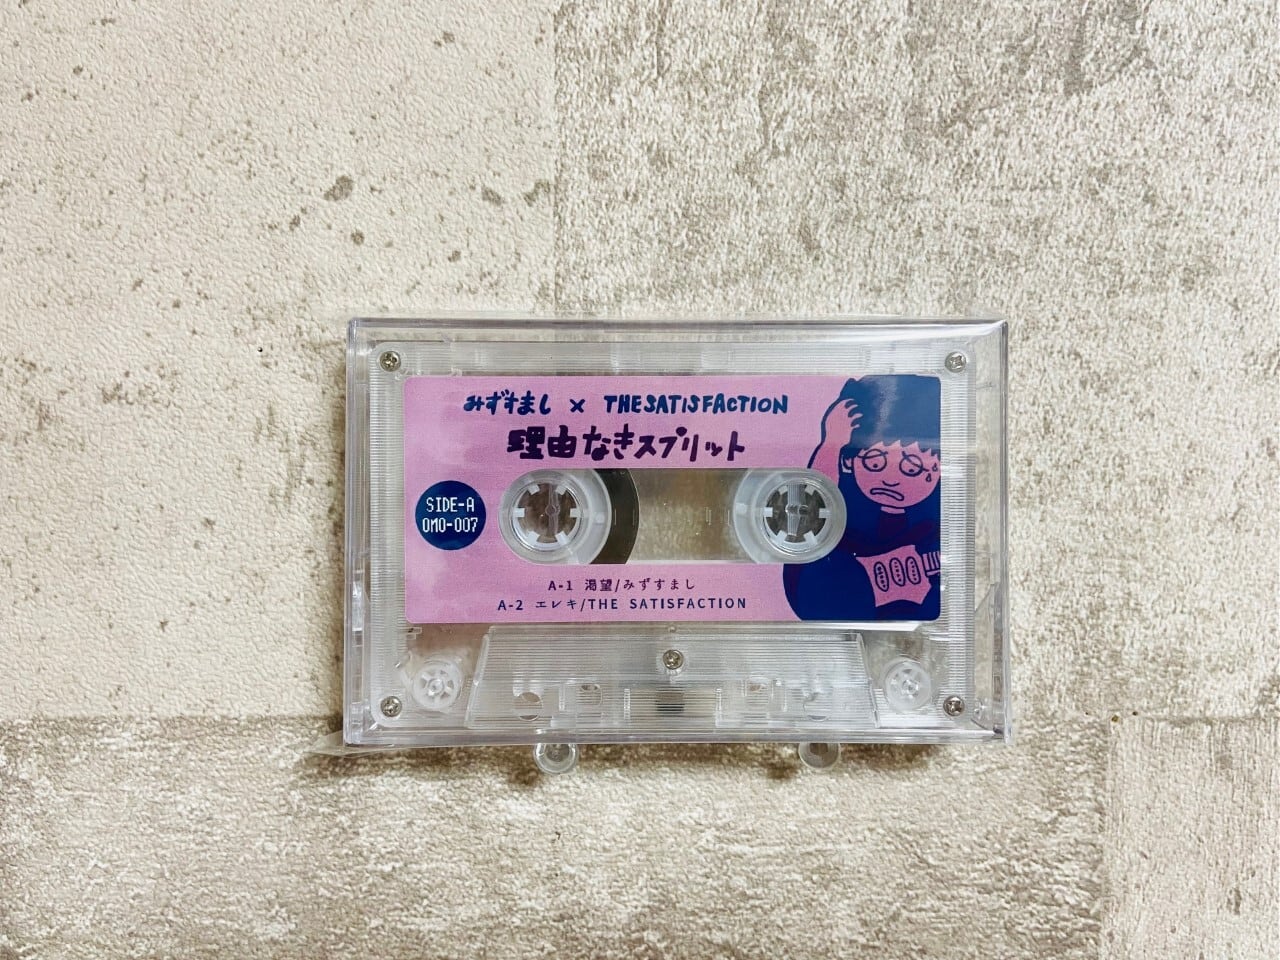 みずすまし × THE SATISFACTION
理由なきスプリット
SIDE-A
OMO-007
A-1 渇望/みずすまし
A-2 エレキ/THE SATISFACTION